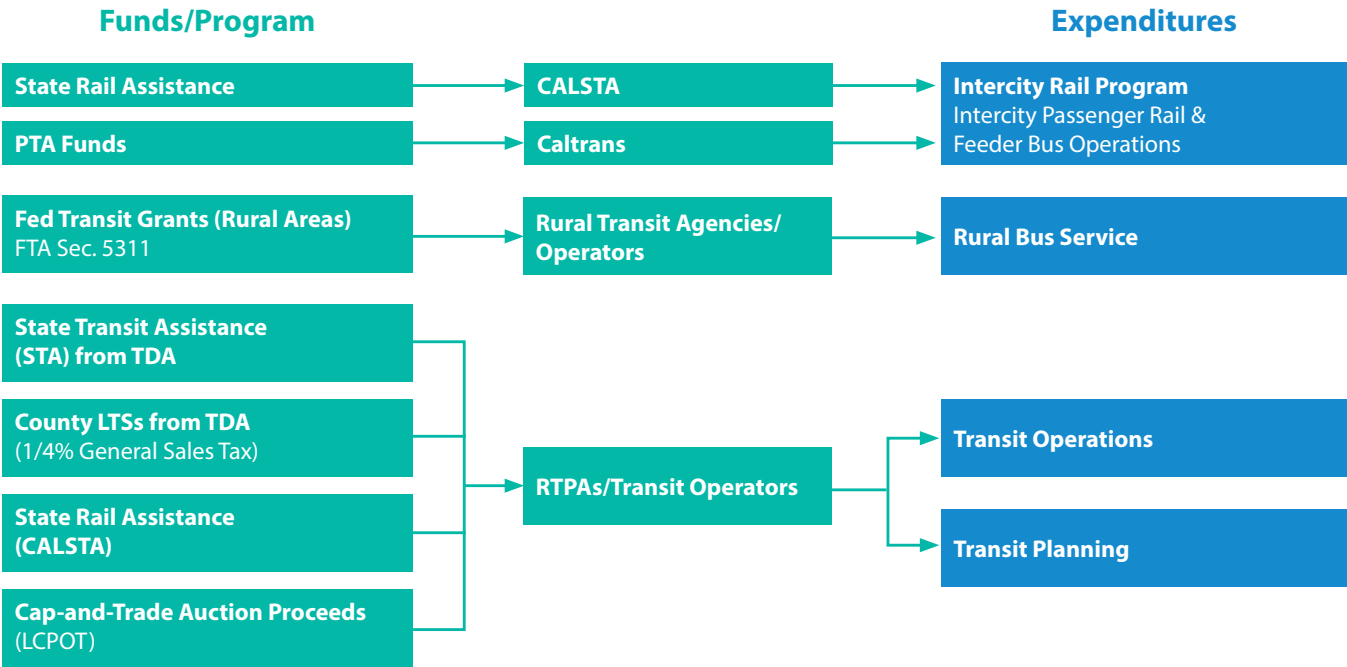 Funds/Program
Expenditures
State Rail Assistance
CALSTA
Intercity Rail Program
Intercity Passenger Rail &
Feeder Bus Operations
PTA Funds
Caltrans
Fed Transit Grants (Rural Areas)
FTA Sec. 5311
Rural Transit Agencies/
Operators
Rural Bus Service
State Transit Assistance
(STA) from TDA
County LTSs from TDA
(1/4% General Sales Tax)
State Rail Assistance
(CALSTA)
Cap-and-Trade Auction Proceeds
(LCPOT)
RTPAs/Transit Operators
Transit Operations
Transit Planning